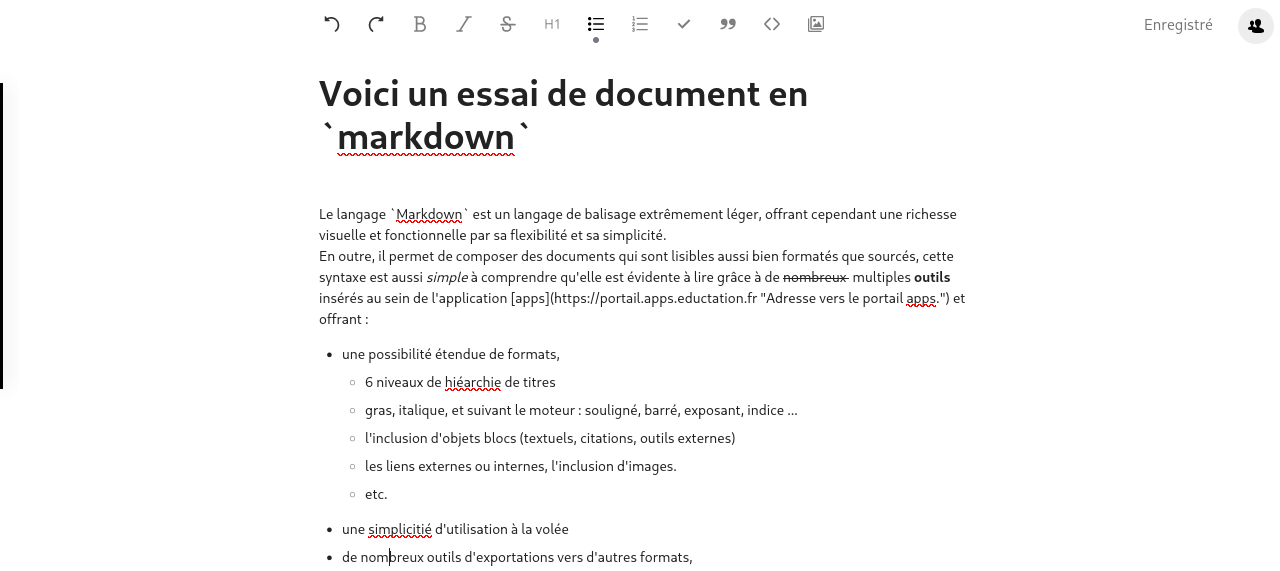 H1
Enregistré
Voici un essai de document en
`markdown`
Le langage `Markdown` est un langage de balisage extrêmement léger, offrant cependant une richesse
visuelle et fonctionnelle par sa flexibilité et sa simplicité.
En outre, il permet de composer des documents qui sont lisibles aussi bien formatés que sourcés, cette
syntaxe est aussi simple à comprendre qu'elle est évidente à lire grâce à de nombreux multiples outils
insérés au sein de l'application [apps](https://portail.apps.eductation.fr "Adresse vers le portail apps.") et
offrant :
• une possibilité étendue de formats,
◦ 6 niveaux de hiéarchie de titres
◦ gras, italique, et suivant le moteur : souligné, barré, exposant, indice ...
◦ l'inclusion d'objets blocs (textuels, citations, outils externes)
◦ les liens externes ou internes, l'inclusion d'images.
◦ etc.
• une simplicitié d'utilisation à la volée
• de nombreux outils d'exportations vers d'autres formats,